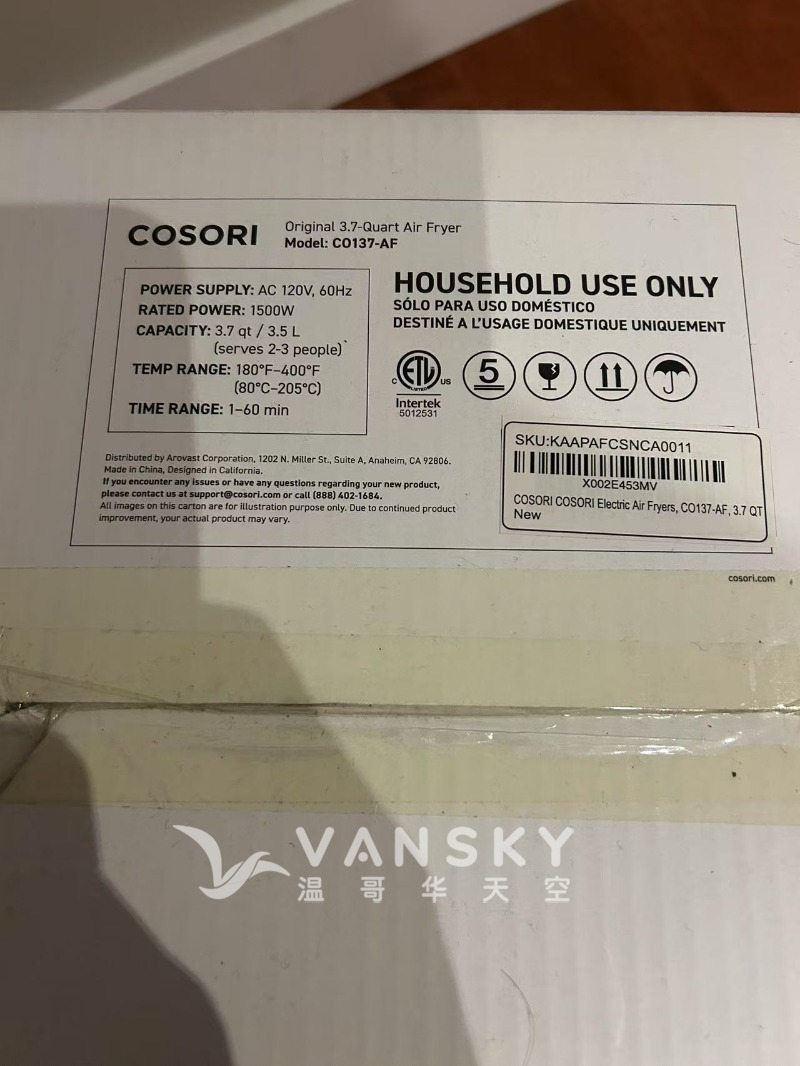 COSORI
Original 3.7-Quart Air Fryer
Model: CO137-AF
POWER SUPPLY: AC 120V, 60Hz
RATED POWER: 1500W
CAPACITY: 3.7 qt / 3.5 L
(serves 2-3 people)
TEMP RANGE: 180°F–400°F
(80°C–205°C)
TIME RANGE: 1–60 min
HOUSEHOLD USE ONLY
SÓLO PARA USO DOMÉSTICO
DESTINÉ A L'USAGE DOMESTIQUE UNIQUEMENT
C ETL US
LISTED
Intertek
5012531
5
Distributed by Arovast Corporation, 1202 N. Miller St., Suite A, Anaheim, CA 92806.
Made in China, Designed in California.
If you encounter any issues or have any questions regarding your new product,
please contact us at support@cosori.com or call (888) 402-1684.
All images on this carton are for illustration purpose only. Due to continued product
improvement, your actual product may vary.
SKU:KAAPAFCSNCA0011
X002E453MV
COSORI COSORI Electric Air Fryers, CO137-AF, 3.7 QT
New
cosori.com
VANSKY
温哥华天空